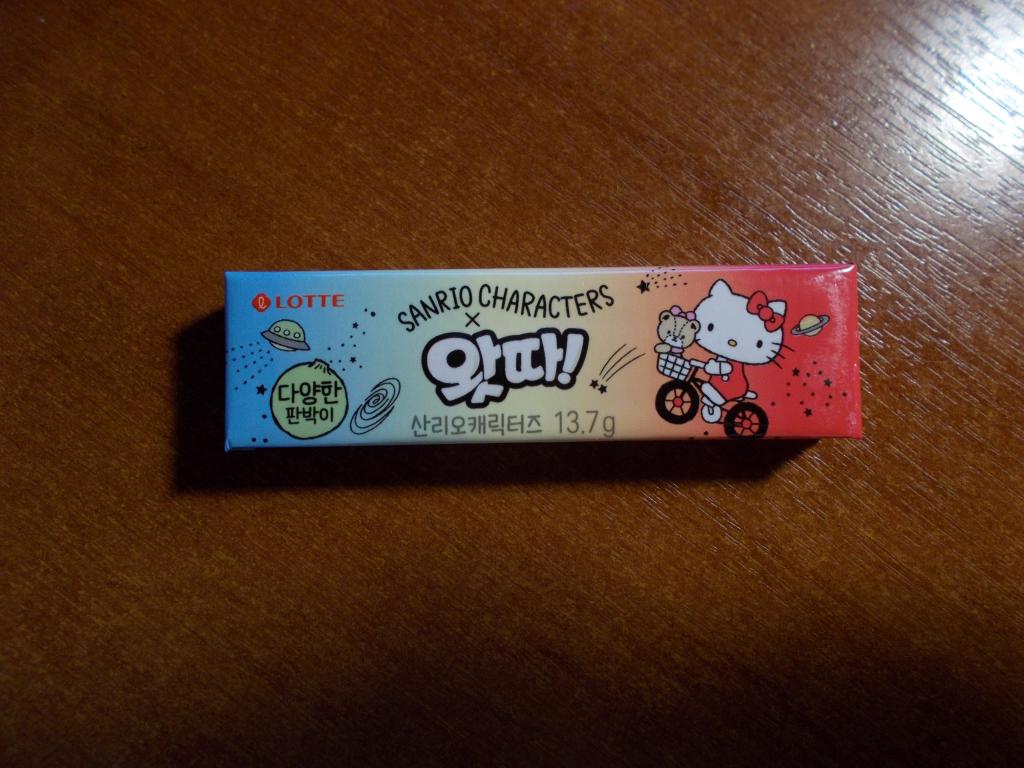 LOTTE
SANRIO CHARACTERS
×
왓따!
다양한
판박이
산리오캐릭터즈 13.7g